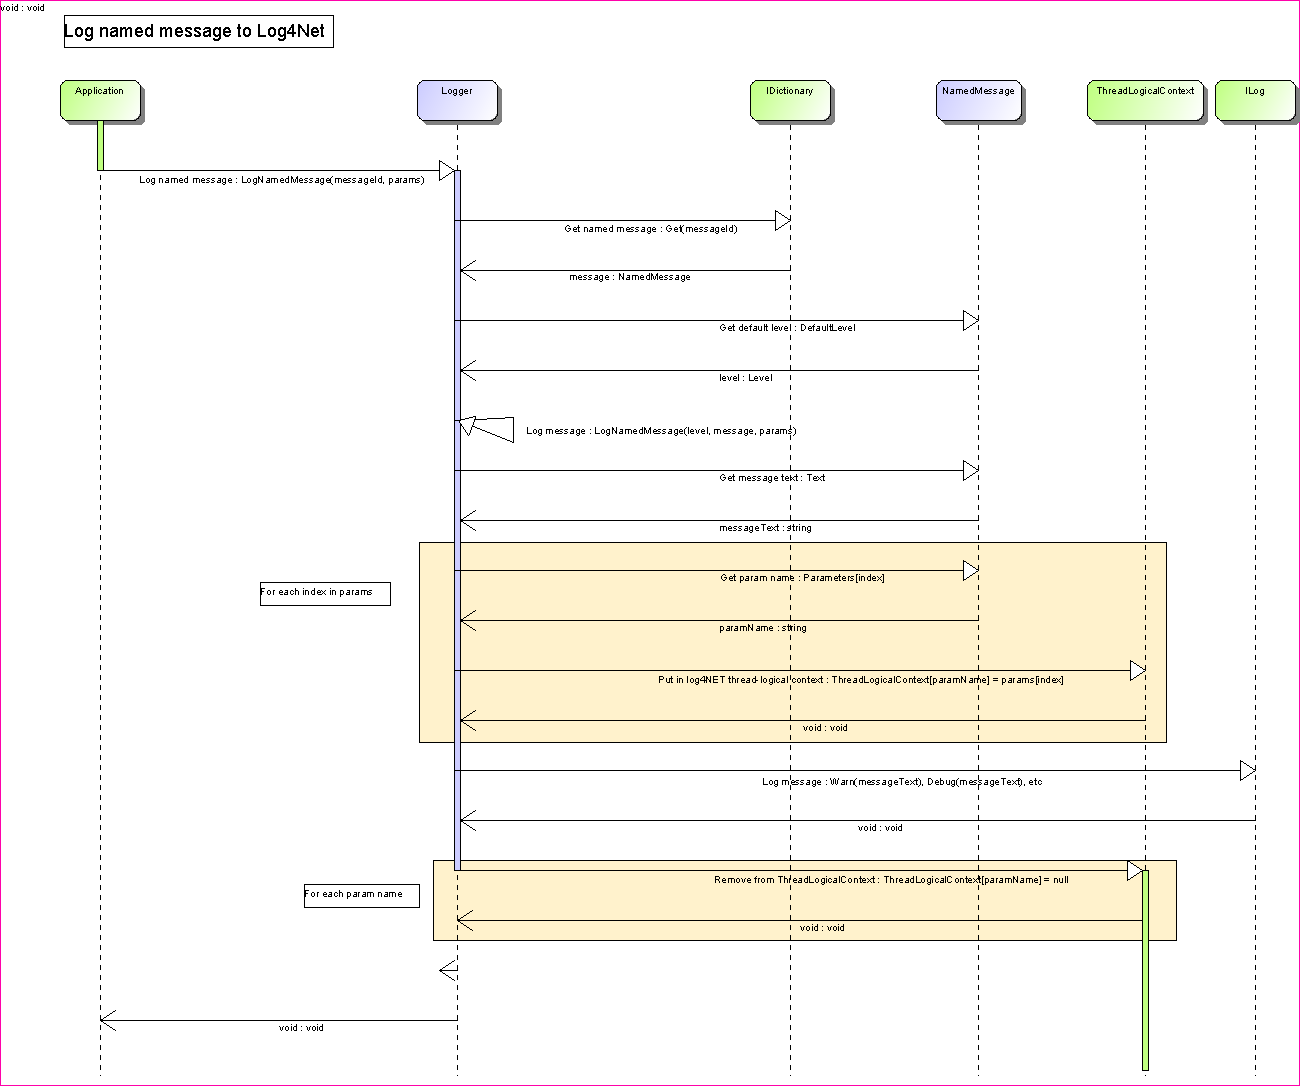 void : void
Log named message to Log4Net
Application
Logger
IDictionary
NamedMessage
ThreadLogicalContext
ILog
Log named message : LogNamedMessage(messageId, params)
Get named message : Get(messageId)
message : NamedMessage
Get default level : DefaultLevel
level : Level
Log message : LogNamedMessage(level, message, params)
Get message text : Text
messageText : string
Get param name : Parameters[index]
For each index in params
paramName : string
Put in log4NET thread-logical context : ThreadLogicalContext[paramName] = params[index]
void : void
Log message : Warn(messageText), Debug(messageText), etc
void : void
Remove from ThreadLogicalContext : ThreadLogicalContext[paramName] = null
For each param name
void : void
void : void